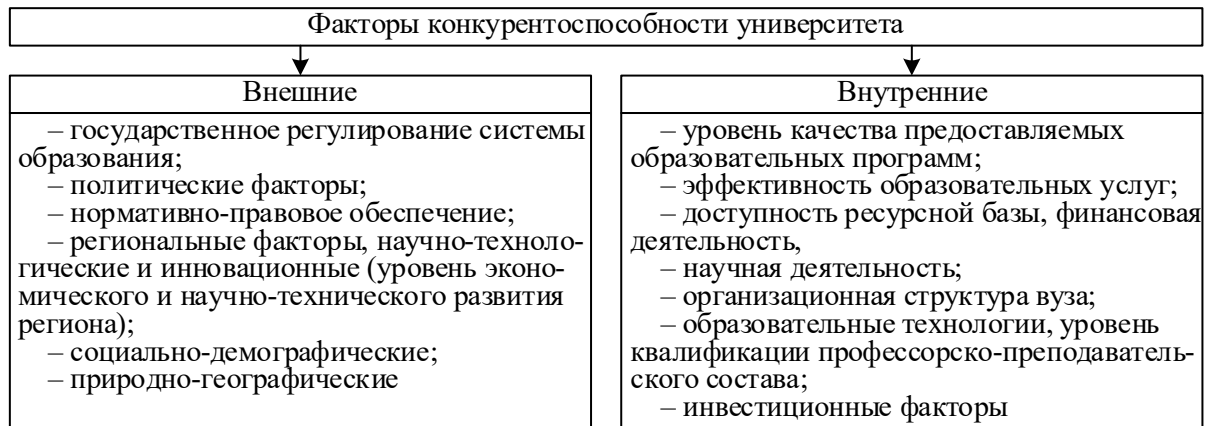 Факторы конкурентоспособности университета
Внешние
– государственное регулирование системы
образования;
– политические факторы;
– нормативно-правовое обеспечение;
– региональные факторы, научно-техноло-
гические и инновационные (уровень эконо-
мического и научно-технического развития
региона);
– социально-демографические;
– природно-географические
Внутренние
– уровень качества предоставляемых
образовательных программ;
– эффективность образовательных услуг;
– доступность ресурсной базы, финансовая
деятельность,
– научная деятельность;
– организационная структура вуза;
– образовательные технологии, уровень
квалификации профессорско-преподаватель-
ского состава;
– инвестиционные факторы